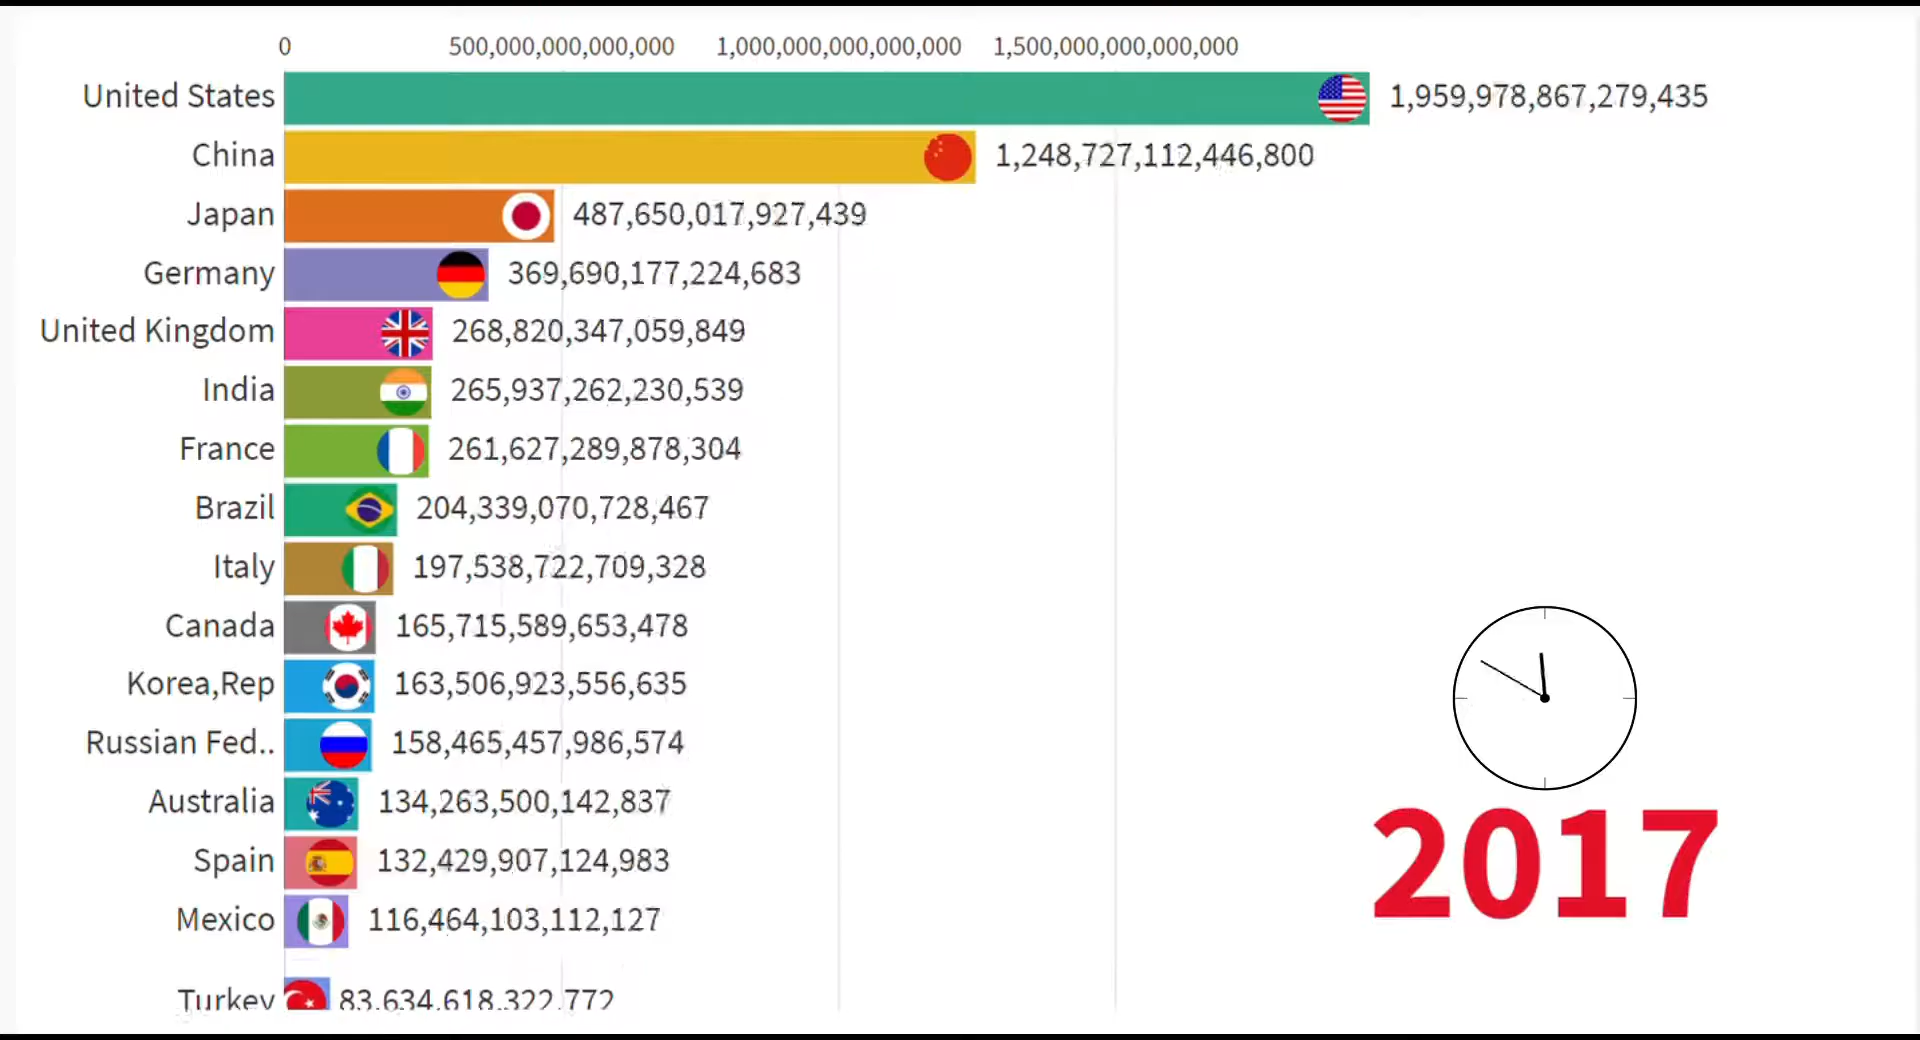 0 500,000,000,000,000 1,000,000,000,000,000 1,500,000,000,000,000
United States 1,959,978,867,279,435
China 1,248,727,112,446,800
Japan 487,650,017,927,439
Germany 369,690,177,224,683
United Kingdom 268,820,347,059,849
India 265,937,262,230,539
France 261,627,289,878,304
Brazil 204,339,070,728,467
Italy 197,538,722,709,328
Canada 165,715,589,653,478
Korea,Rep 163,506,923,556,635
Russian Fed.. 158,465,457,986,574
Australia 134,263,500,142,837
Spain 132,429,907,124,983
Mexico 116,464,103,112,127
Turkey 83,634,618,322,772
2017